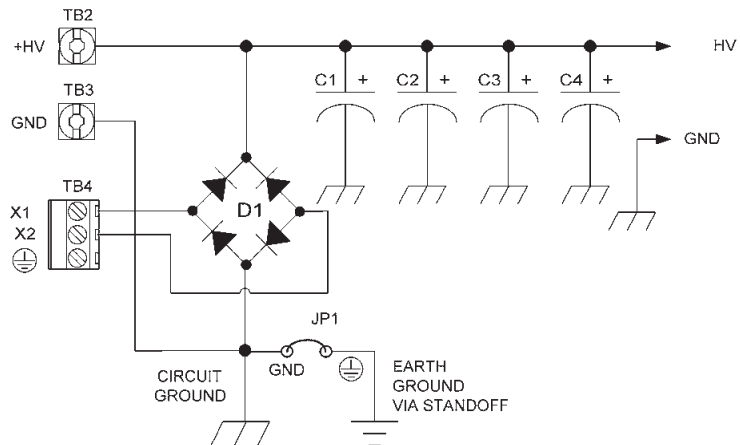 TB2
+HV
HV
C1 +
C2 +
C3 +
C4 +
TB3
GND
GND
TB4
X1
X2
D1
JP1
GND
CIRCUIT
GROUND
EARTH
GROUND
VIA STANDOFF